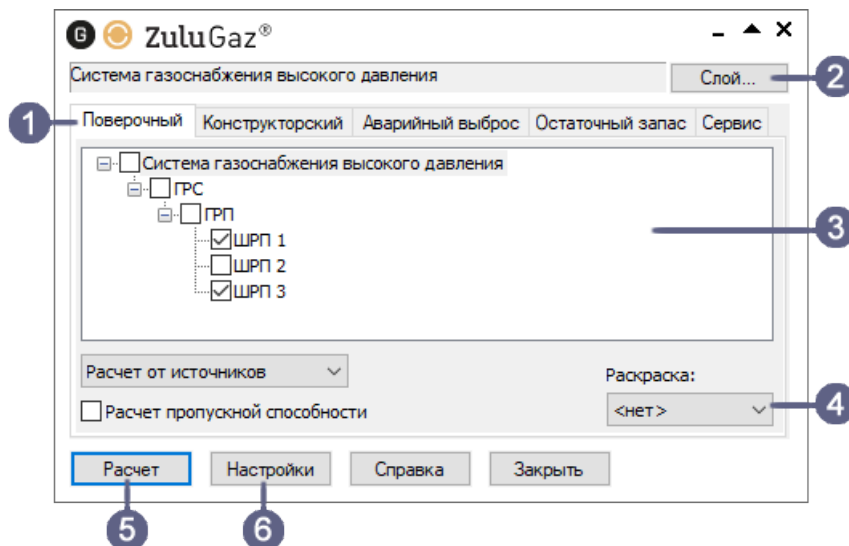 G ZuluGaz®
Система газоснабжения высокого давления Слой... 2
1 Поверочный Конструкторский Аварийный выброс Остаточный запас Сервис
Система газоснабжения высокого давления
ГРС
ГРП
ШРП 1 3
ШРП 2
ШРП 3
Расчет от источников Раскраска:
Расчет пропускной способности <нет> 4
Расчет Настройки Справка Закрыть
5 6